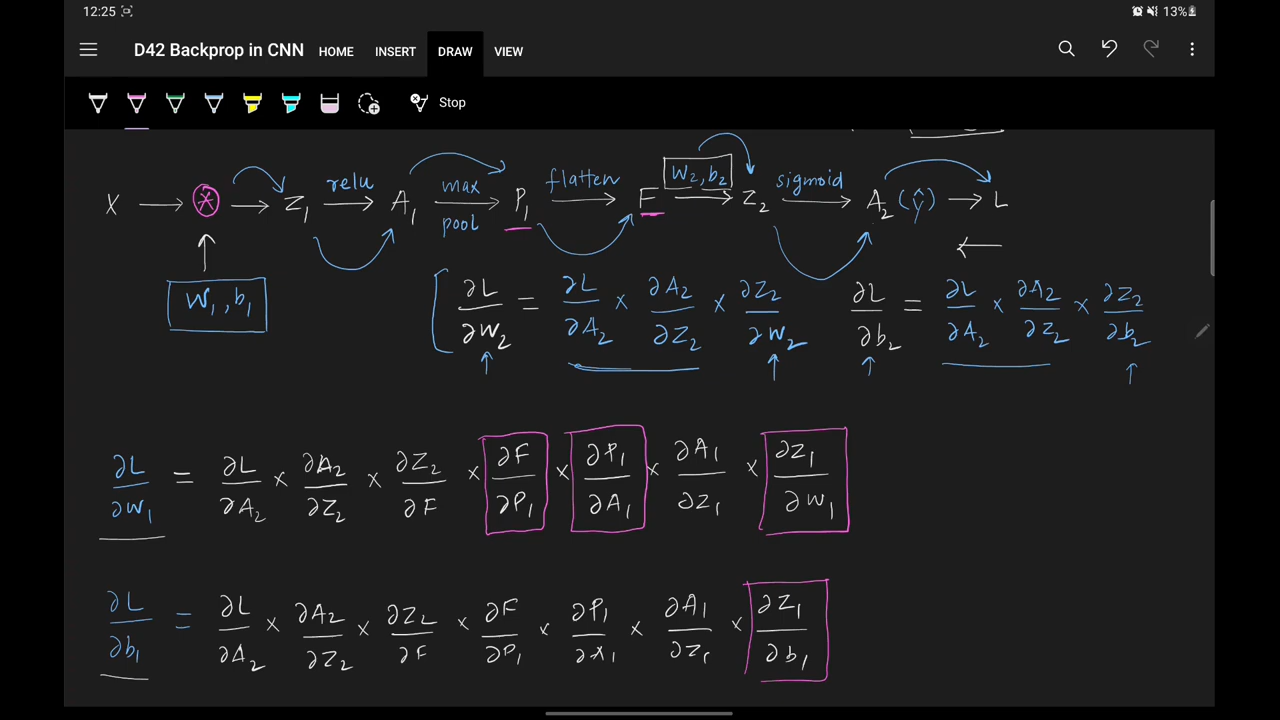 12:25 13%
D42 Backprop in CNN HOME INSERT DRAW VIEW
Stop
X → * → Z₁ relu → A₁ max pool → P₁ flatten → F W₂, b₂ → Z₂ sigmoid → A₂ (ŷ) → L
W₁, b₁
∂L/∂W₂ = ∂L/∂A₂ × ∂A₂/∂Z₂ × ∂Z₂/∂W₂ ∂L/∂b₂ = ∂L/∂A₂ × ∂A₂/∂Z₂ × ∂Z₂/∂b₂
∂L/∂W₁ = ∂L/∂A₂ × ∂A₂/∂Z₂ × ∂Z₂/∂F × ∂F/∂P₁ × ∂P₁/∂A₁ × ∂A₁/∂Z₁ × ∂Z₁/∂W₁
∂L/∂b₁ = ∂L/∂A₂ × ∂A₂/∂Z₂ × ∂Z₂/∂F × ∂F/∂P₁ × ∂P₁/∂A₁ × ∂A₁/∂Z₁ × ∂Z₁/∂b₁